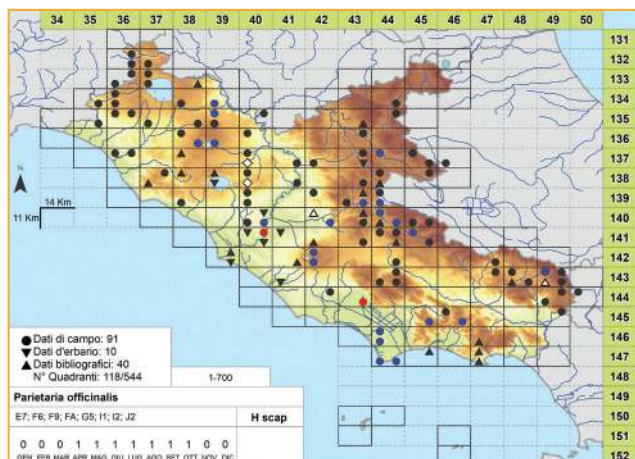 34 35 36 37 38 39 40 41 42 43 44 45 46 47 48 49 50
131
132
133
134
135
136
137
138
139
140
141
142
143
144
145
146
147
148
149
150
151
152
N
14 Km
11 Km
Dati di campo: 91
Dati d'erbario: 10
Dati bibliografici: 40
N° Quadranti: 118/544
1-700
Parietaria officinalis
E7; F6; F9; FA; G5; I1; I2; J2
H scap
0 0 0 1 1 1 1 1 1 1 0 0
GEN FEB MAR APR MAG GIU LUG AGO SET OTT NOV DIC